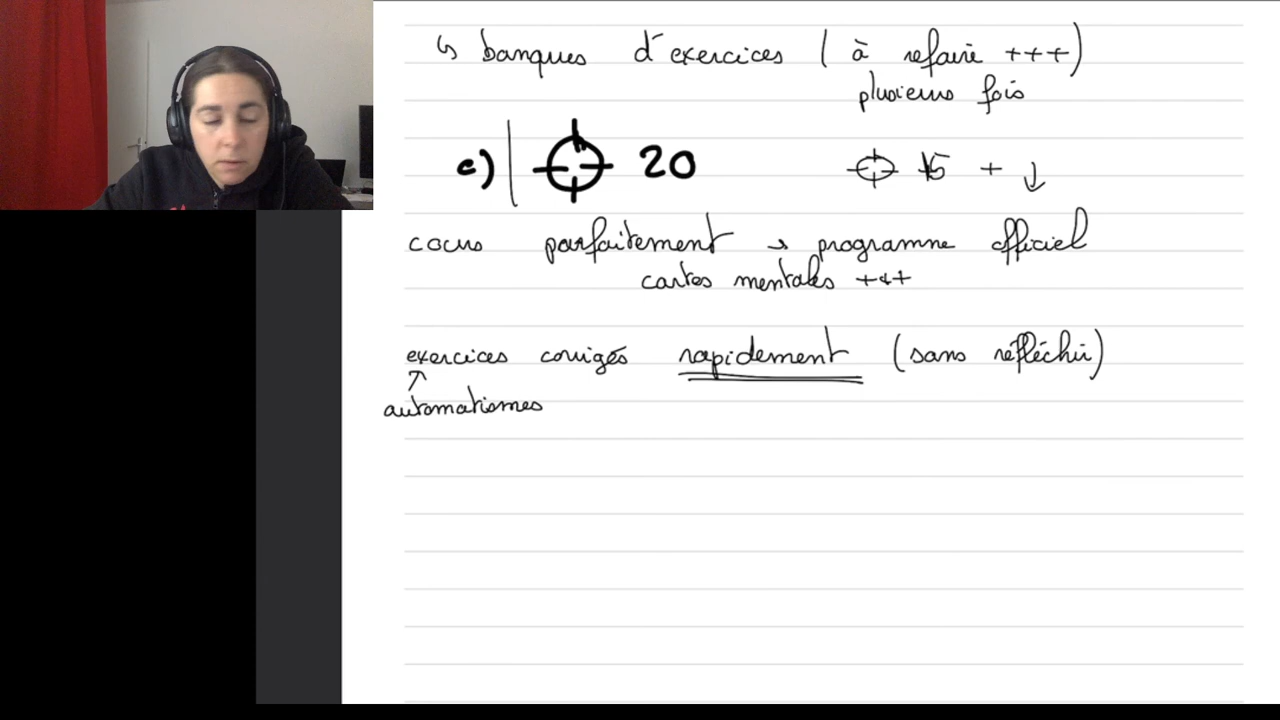 ↳ banques d'exercices ( à refaire +++)
plusieurs fois
c) 20 15 + ↓
cours parfaitement → programme officiel
cartes mentales +++
exercices corrigés rapidement (sans réfléchir)
↑
automatismes